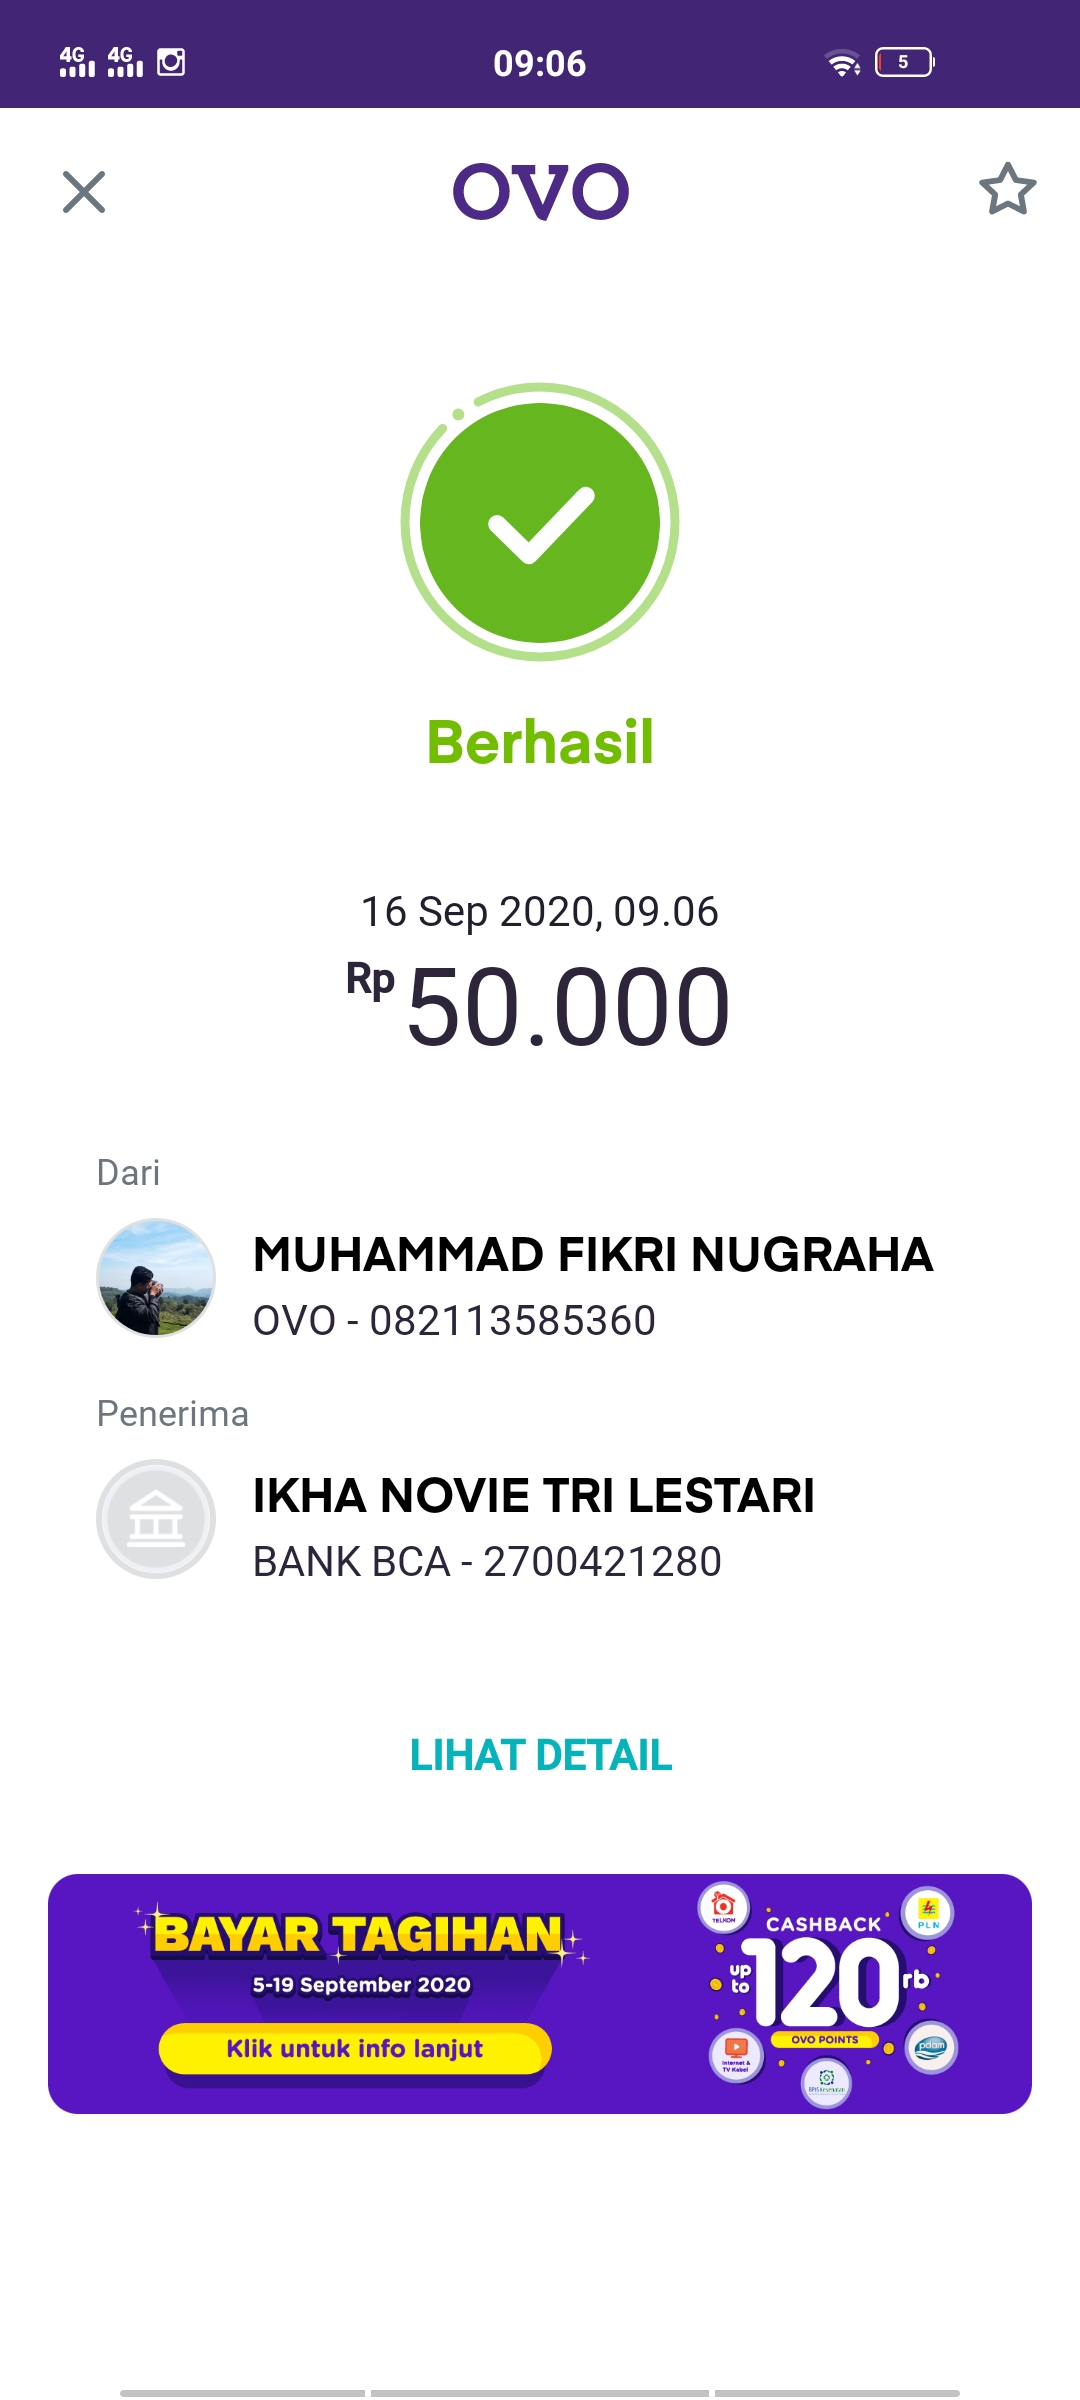 4G 4G 09:06 5
OVO
Berhasil
16 Sep 2020, 09.06
Rp 50.000
Dari
MUHAMMAD FIKRI NUGRAHA
OVO - 082113585360
Penerima
IKHA NOVIE TRI LESTARI
BANK BCA - 2700421280
LIHAT DETAIL
BAYAR TAGIHAN
5-19 September 2020
Klik untuk info lanjut
TELKOM
PLN
CASHBACK
up to 120 rb
OVO POINTS
Internet &
TV Kabel
pdam
BPJS Kesehatan